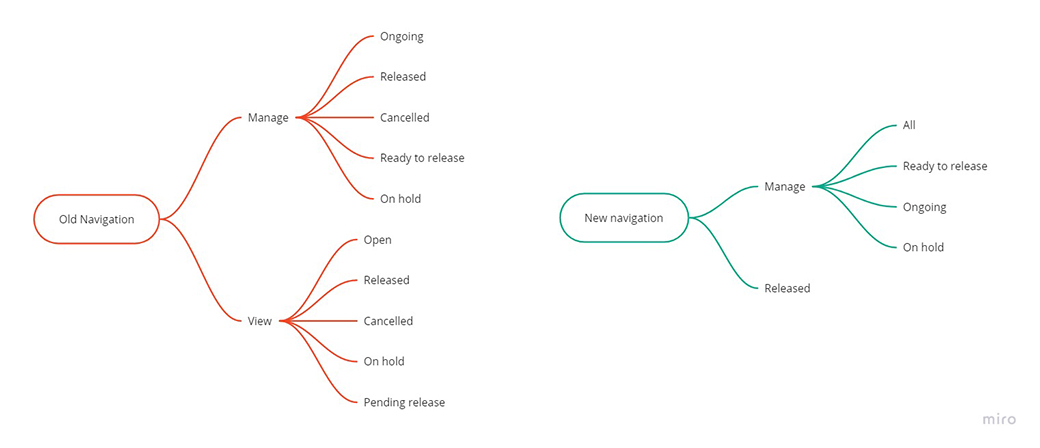 Old Navigation
Manage
Ongoing
Released
Cancelled
Ready to release
On hold
View
Open
Released
Cancelled
On hold
Pending release
New navigation
Manage
All
Ready to release
Ongoing
On hold
Released
miro